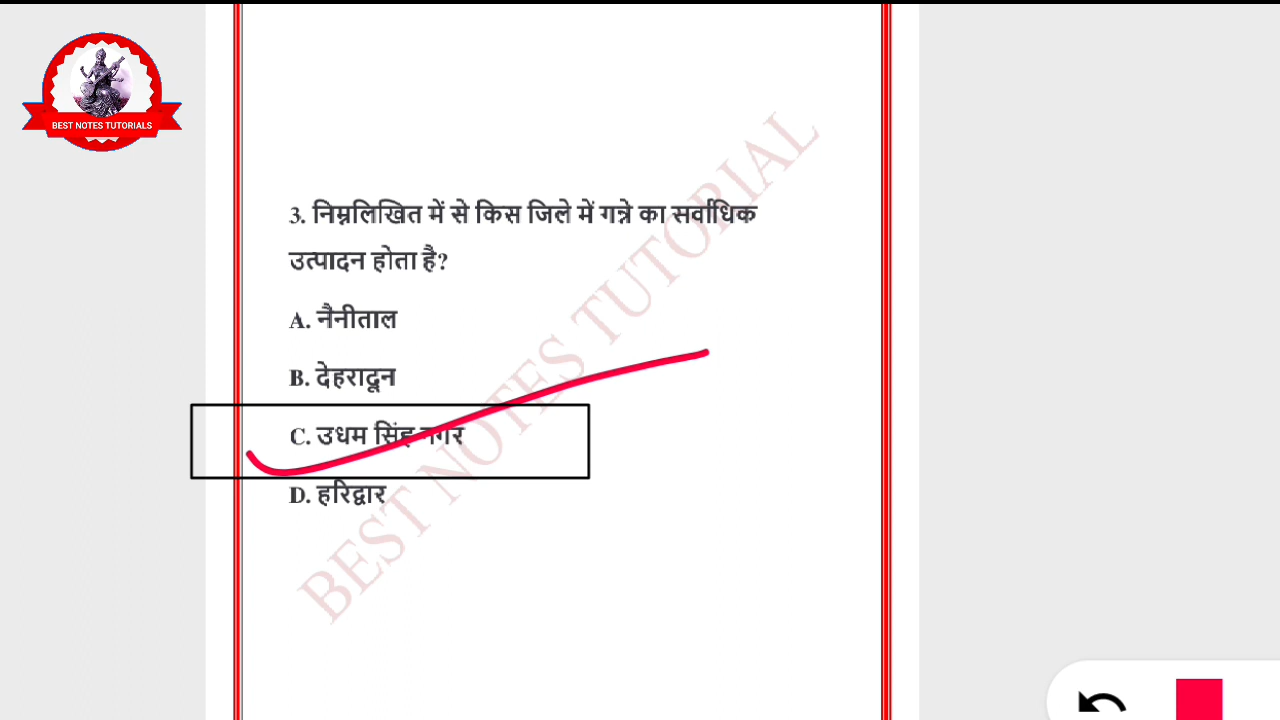 BEST NOTES TUTORIALS
3. निम्नलिखित में से किस जिले में गन्ने का सर्वाधिक
उत्पादन होता है?
A. नैनीताल
B. देहरादून
C. उधम सिंह नगर
D. हरिद्वार
BEST NOTES TUTORIAL